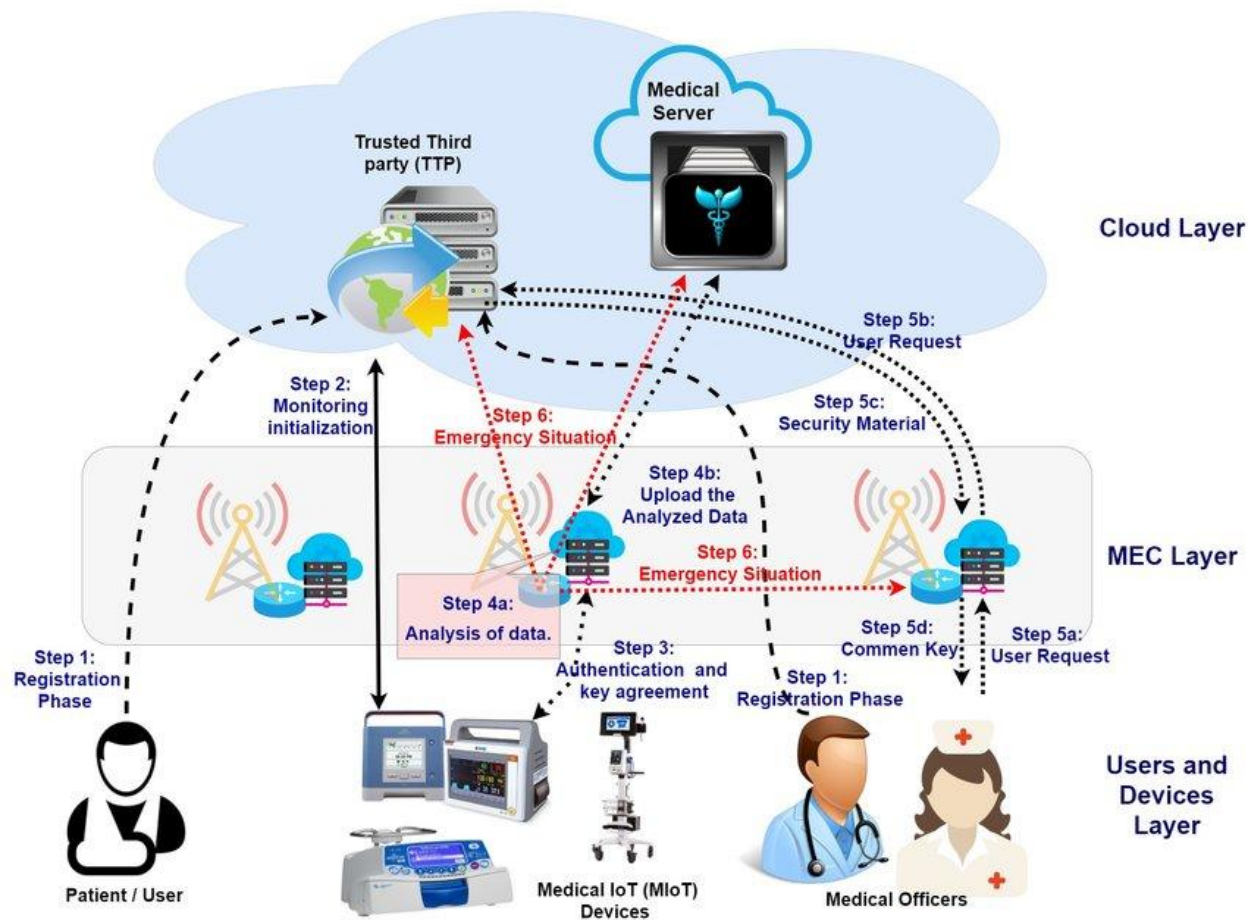 Medical
Server
Trusted Third
party (TTP)
Cloud Layer
Step 5b:
User Request
Step 2:
Monitoring
initialization
Step 5c:
Security Material
Step 6:
Emergency Situation
Step 4b:
Upload the
Analyzed Data
MEC Layer
Step 6:
Emergency Situation
Step 4a:
Analysis of data.
Step 5d:
Commen Key
Step 5a:
User Request
Step 1:
Registration
Phase
Step 3:
Authentication and
key agreement
Step 1:
Registration Phase
Users and
Devices
Layer
Patient / User
Medical IoT (MIoT)
Devices
Medical Officers